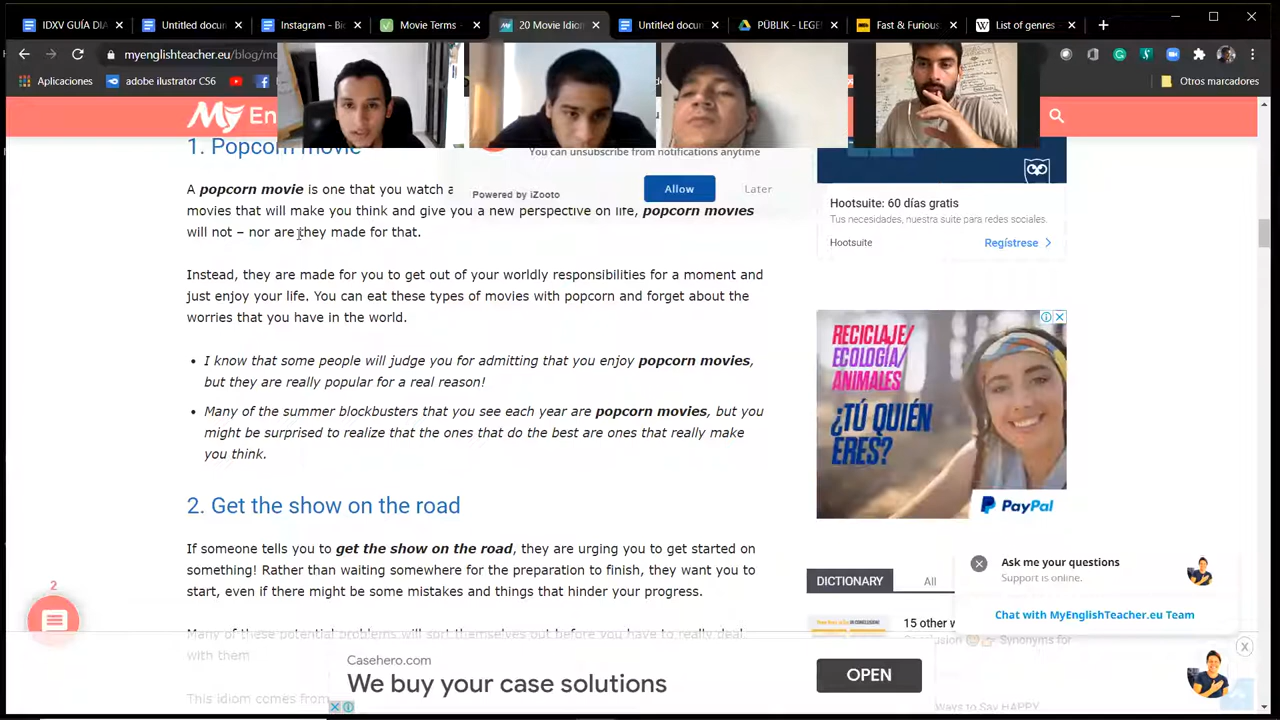 IDXV GUÍA DIA
Untitled docun
Instagram - Bio
Movie Terms -
20 Movie Idiom
Untitled docum
PÜBLIK - LEGE
Fast & Furious
List of genres
myenglishteacher.eu/blog/mo
Aplicaciones
adobe ilustrator CS6
Otros marcadores
My En
1. Popcorn movie
You can unsubscribe from notifications anytime
Powered by iZooto
Allow
Later
A popcorn movie is one that you watch a
movies that will make you think and give you a new perspective on life, popcorn movies
will not – nor are they made for that.
Instead, they are made for you to get out of your worldly responsibilities for a moment and
just enjoy your life. You can eat these types of movies with popcorn and forget about the
worries that you have in the world.
• I know that some people will judge you for admitting that you enjoy popcorn movies,
but they are really popular for a real reason!
• Many of the summer blockbusters that you see each year are popcorn movies, but you
might be surprised to realize that the ones that do the best are ones that really make
you think.
2. Get the show on the road
If someone tells you to get the show on the road, they are urging you to get started on
something! Rather than waiting somewhere for the preparation to finish, they want you to
start, even if there might be some mistakes and things that hinder your progress.
Many of these potential problems will sort themselves out before you have to really deal
with them
This idiom comes from
2
Hootsuite: 60 días gratis
Tus necesidades, nuestra suite para redes sociales.
Hootsuite
Regístrese
RECICLAJE/
ECOLOGÍA/
ANIMALES
¿TÚ QUIÉN
ERES?
PayPal
DICTIONARY
All
15 other w
Conclusion
Synonyms for
Ways to Say HAPPY
Ask me your questions
Support is online.
Chat with MyEnglishTeacher.eu Team
Casehero.com
We buy your case solutions
OPEN